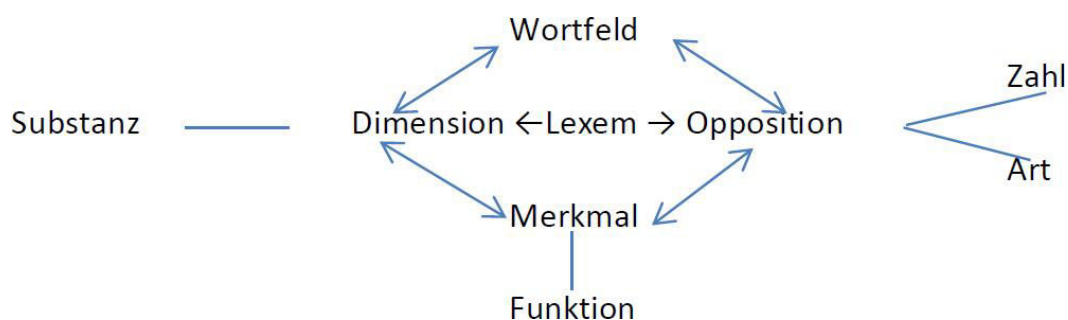 Wortfeld
Zahl
Substanz Dimension ←Lexem → Opposition
Art
Merkmal
Funktion